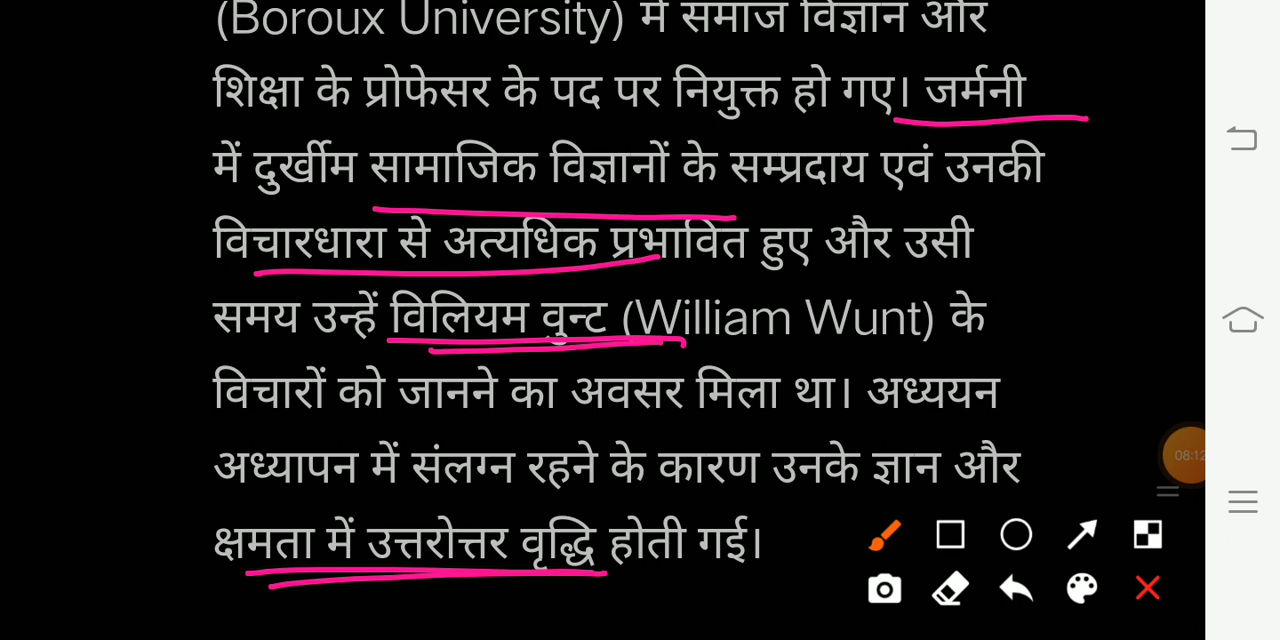 (Boroux University) में समाज विज्ञान और
शिक्षा के प्रोफेसर के पद पर नियुक्त हो गए। जर्मनी
में दुर्खीम सामाजिक विज्ञानों के सम्प्रदाय एवं उनकी
विचारधारा से अत्यधिक प्रभावित हुए और उसी
समय उन्हें विलियम वुन्ट (William Wunt) के
विचारों को जानने का अवसर मिला था। अध्ययन
अध्यापन में संलग्न रहने के कारण उनके ज्ञान और
क्षमता में उत्तरोत्तर वृद्धि होती गई।
08:12